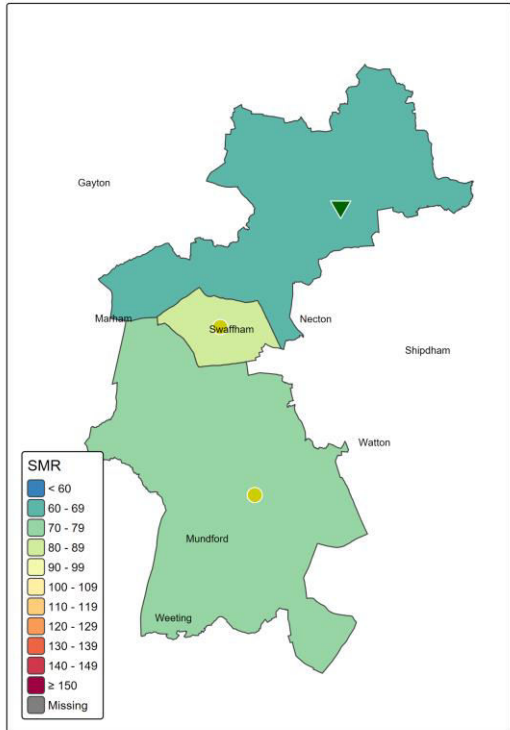 Gayton
Marham
Swaffham
Necton
Shipdham
Watton
Mundford
Weeting
SMR
< 60
60 - 69
70 - 79
80 - 89
90 - 99
100 - 109
110 - 119
120 - 129
130 - 139
140 - 149
≥ 150
Missing